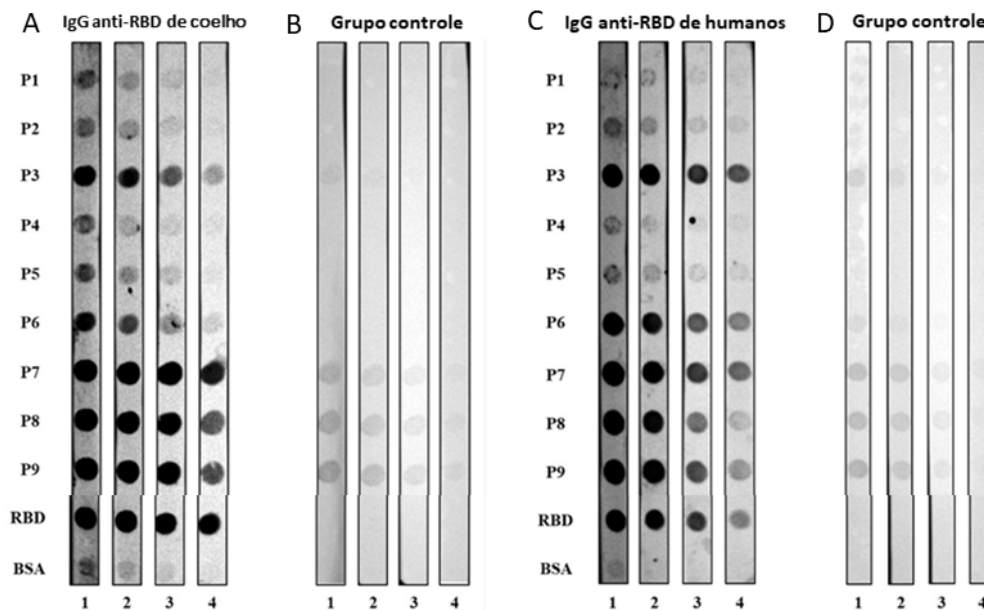 A IgG anti-RBD de coelho B Grupo controle C IgG anti-RBD de humanos D Grupo controle
P1 P1
P2 P2
P3 P3
P4 P4
P5 P5
P6 P6
P7 P7
P8 P8
P9 P9
RBD RBD
BSA BSA
1 2 3 4 1 2 3 4 1 2 3 4 1 2 3 4